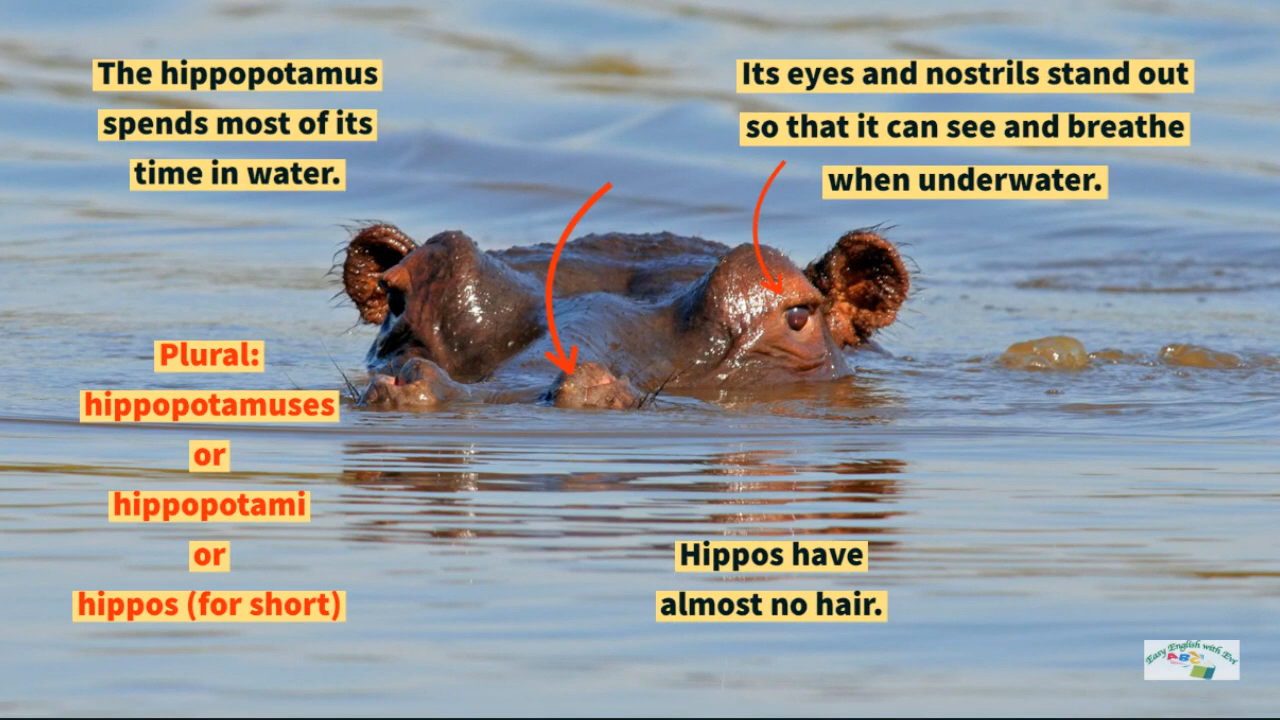 The hippopotamus
spends most of its
time in water.
Its eyes and nostrils stand out
so that it can see and breathe
when underwater.
Plural:
hippopotamuses
or
hippopotami
or
hippos (for short)
Hippos have
almost no hair.
Easy English with Evi
ABC